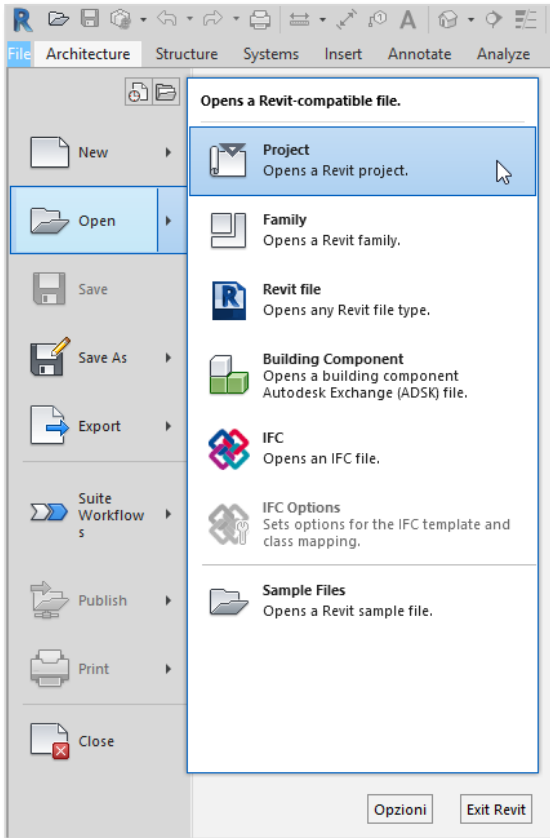 File Architecture Structure Systems Insert Annotate Analyze
Opens a Revit-compatible file.
New
Open
Save
Save As
Export
Suite
Workflow
s
Publish
Print
Close
Project
Opens a Revit project.
Family
Opens a Revit family.
Revit file
Opens any Revit file type.
Building Component
Opens a building component
Autodesk Exchange (ADSK) file.
IFC
Opens an IFC file.
IFC Options
Sets options for the IFC template and
class mapping.
Sample Files
Opens a Revit sample file.
Opzioni Exit Revit